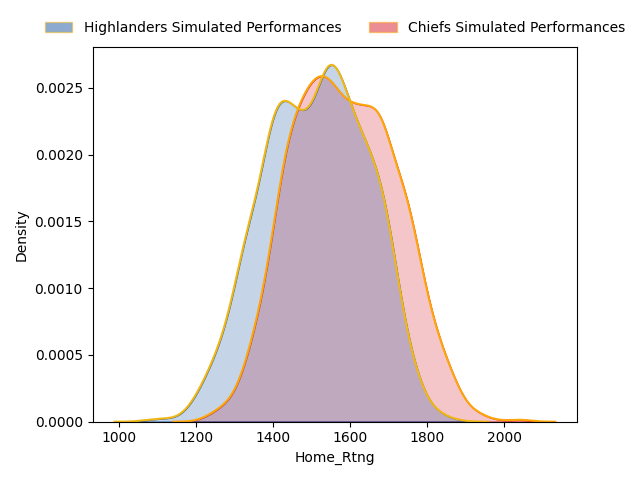 Highlanders Simulated Performances
Chiefs Simulated Performances
Density
0.0025
0.0020
0.0015
0.0010
0.0005
0.0000
1000 1200 1400 1600 1800 2000
Home_Rtng